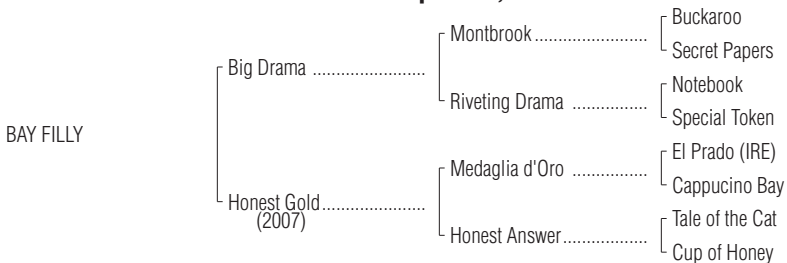 Buckaroo
Montbrook
Secret Papers
Big Drama
Notebook
Riveting Drama
Special Token
BAY FILLY
El Prado (IRE)
Medaglia d'Oro
Cappucino Bay
Honest Gold
(2007)
Tale of the Cat
Honest Answer
Cup of Honey